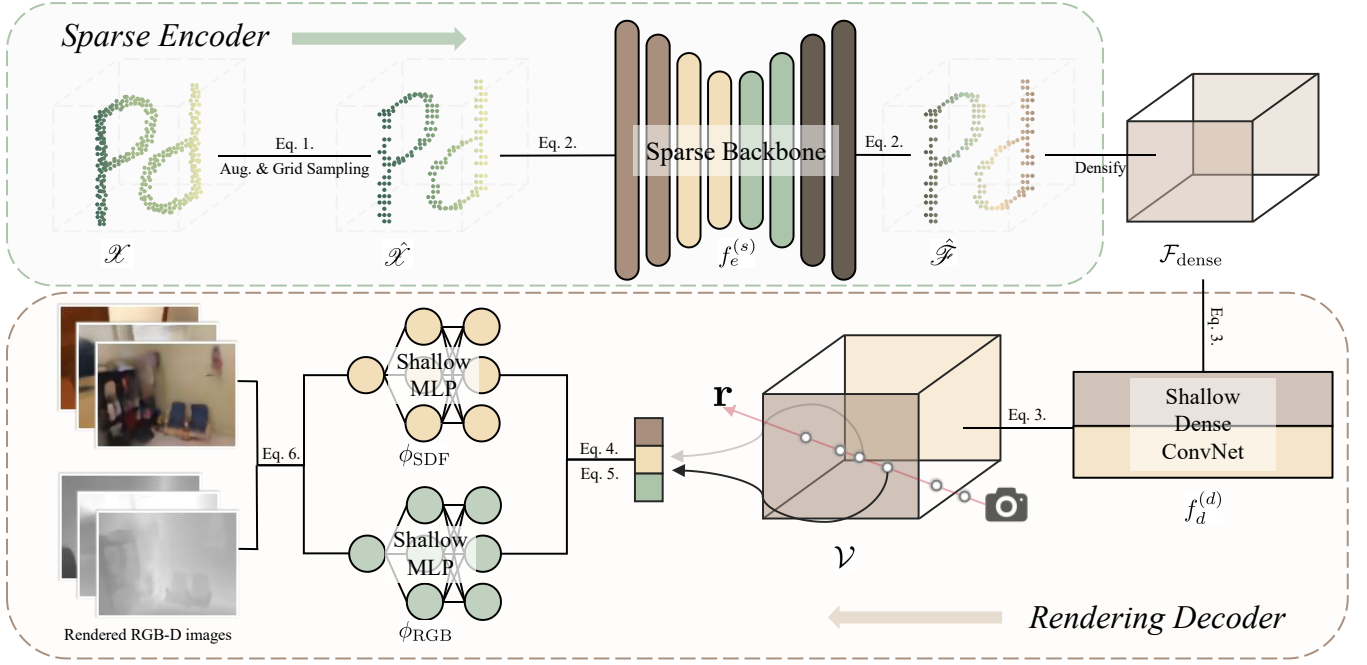 Sparse Encoder
Eq. 1.
Aug. & Grid Sampling
Eq. 2.
Sparse Backbone
Eq. 2.
Densify
𝒳
𝒳̂
f_e^{(s)}
ℱ̂
ℱ_dense
Eq. 3.
Shallow
Dense
ConvNet
f_d^{(d)}
Eq. 3.
r
𝒱
Eq. 4.
Eq. 5.
Shallow
MLP
ϕ_SDF
Shallow
MLP
ϕ_RGB
Eq. 6.
Rendered RGB-D images
Rendering Decoder